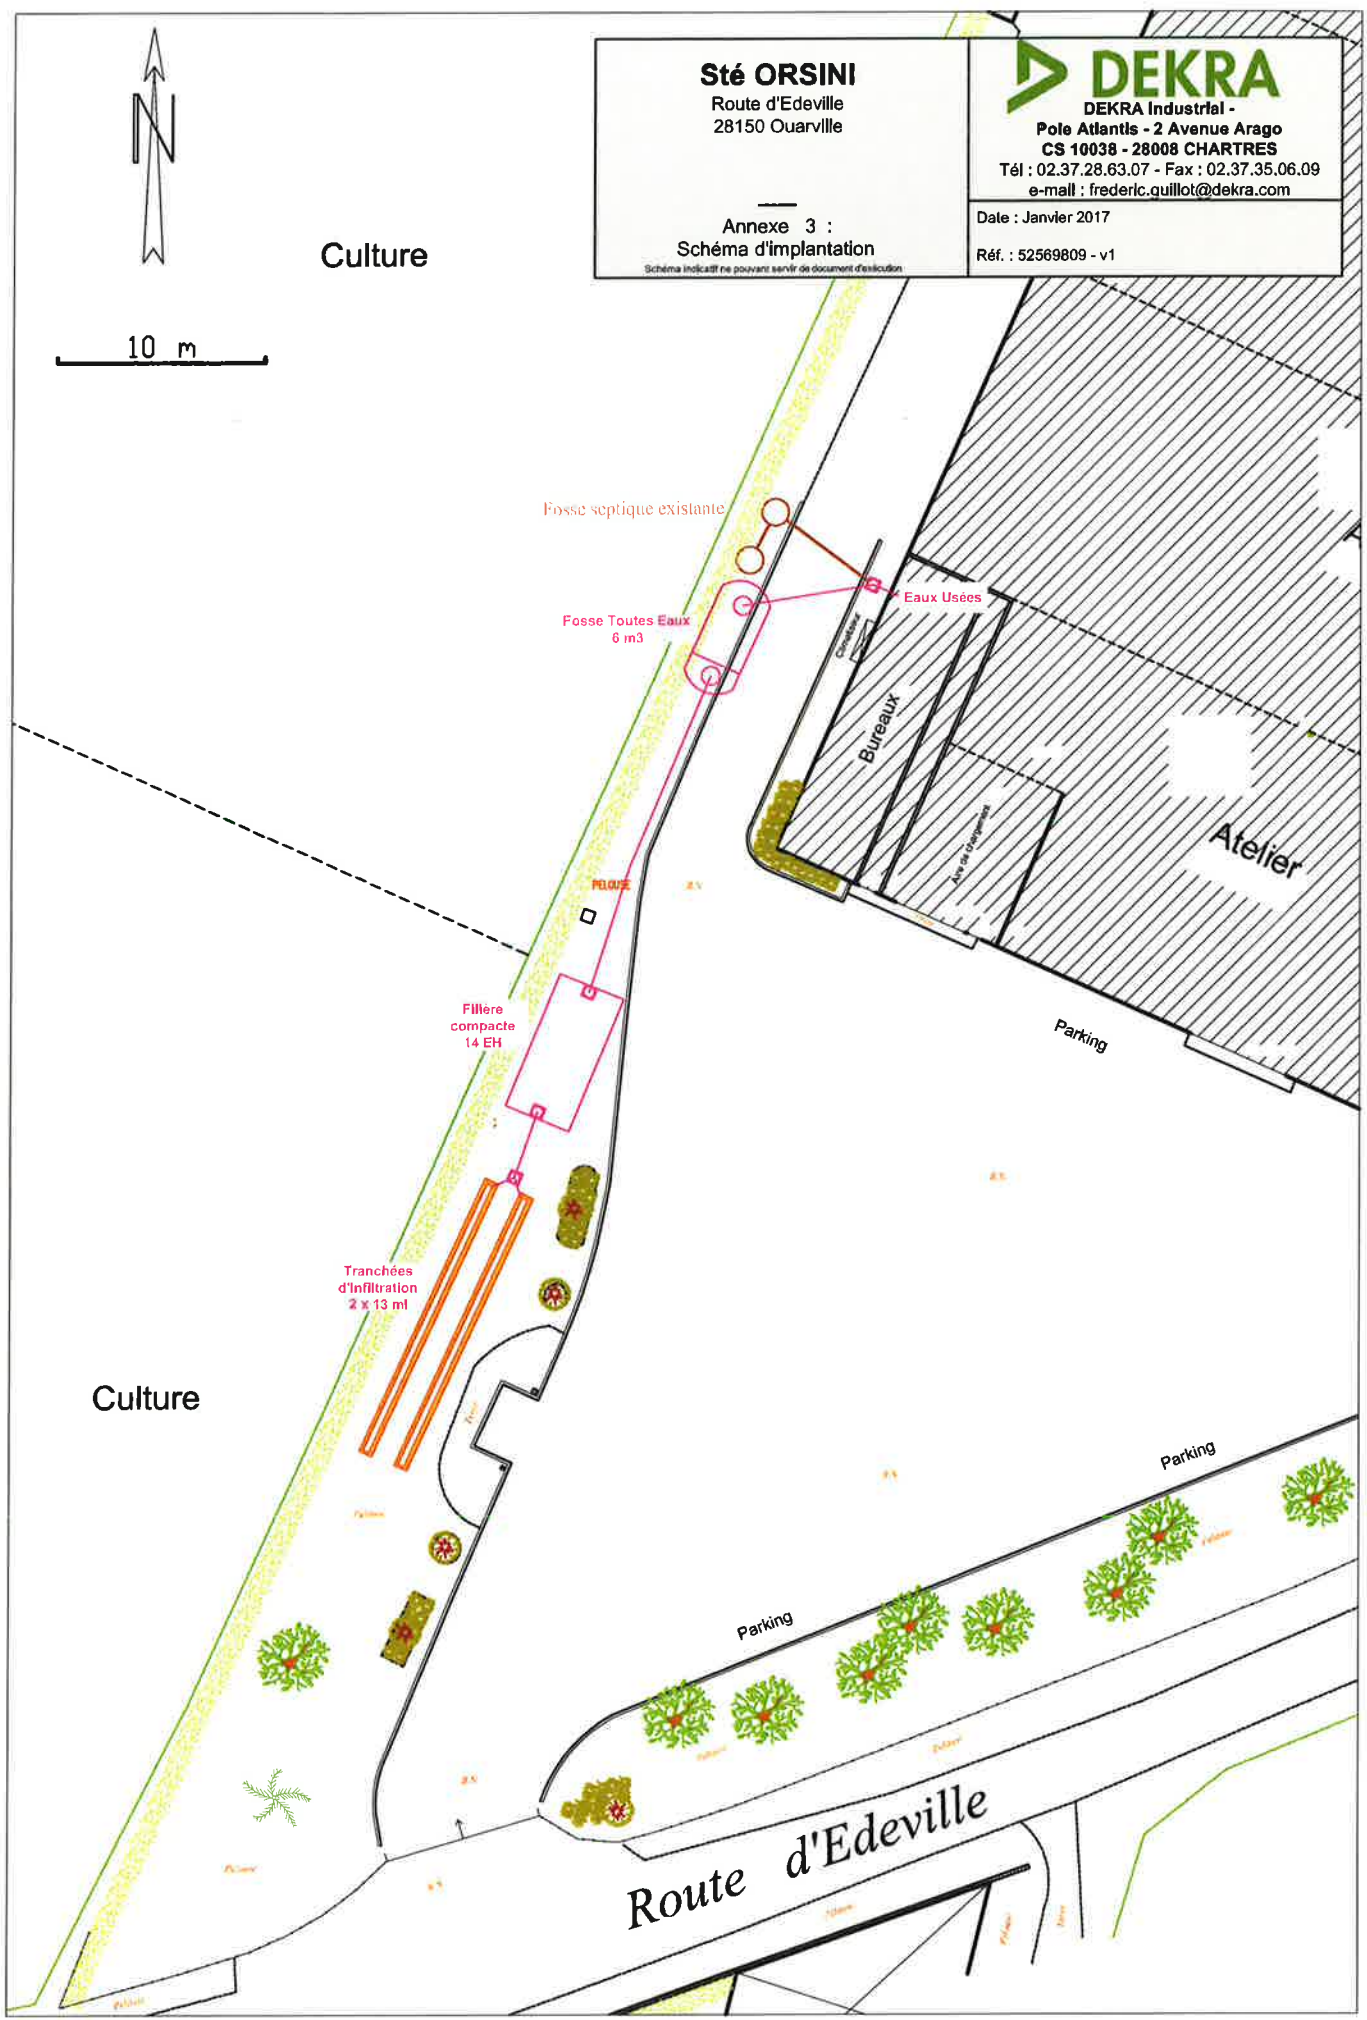 N
Sté ORSINI
Route d'Edeville
28150 Ouarville
Annexe 3 :
Schéma d'implantation
Schéma indicatif ne pouvant servir de document d'exécution
DEKRA
DEKRA Industrial -
Pole Atlantis - 2 Avenue Arago
CS 10038 - 28008 CHARTRES
Tél : 02.37.28.63.07 - Fax : 02.37.35.06.09
e-mail : frederic.guillot@dekra.com
Date : Janvier 2017
Réf. : 52569809 - v1
Culture
10 m
Fosse septique existante
Eaux Usées
Fosse Toutes Eaux
6 m3
Bureaux
Aire de chargement
Atelier
PELOUSE
Filière
compacte
14 EH
Parking
Tranchées
d'infiltration
2 x 13 ml
Culture
Parking
Parking
Route d'Edeville